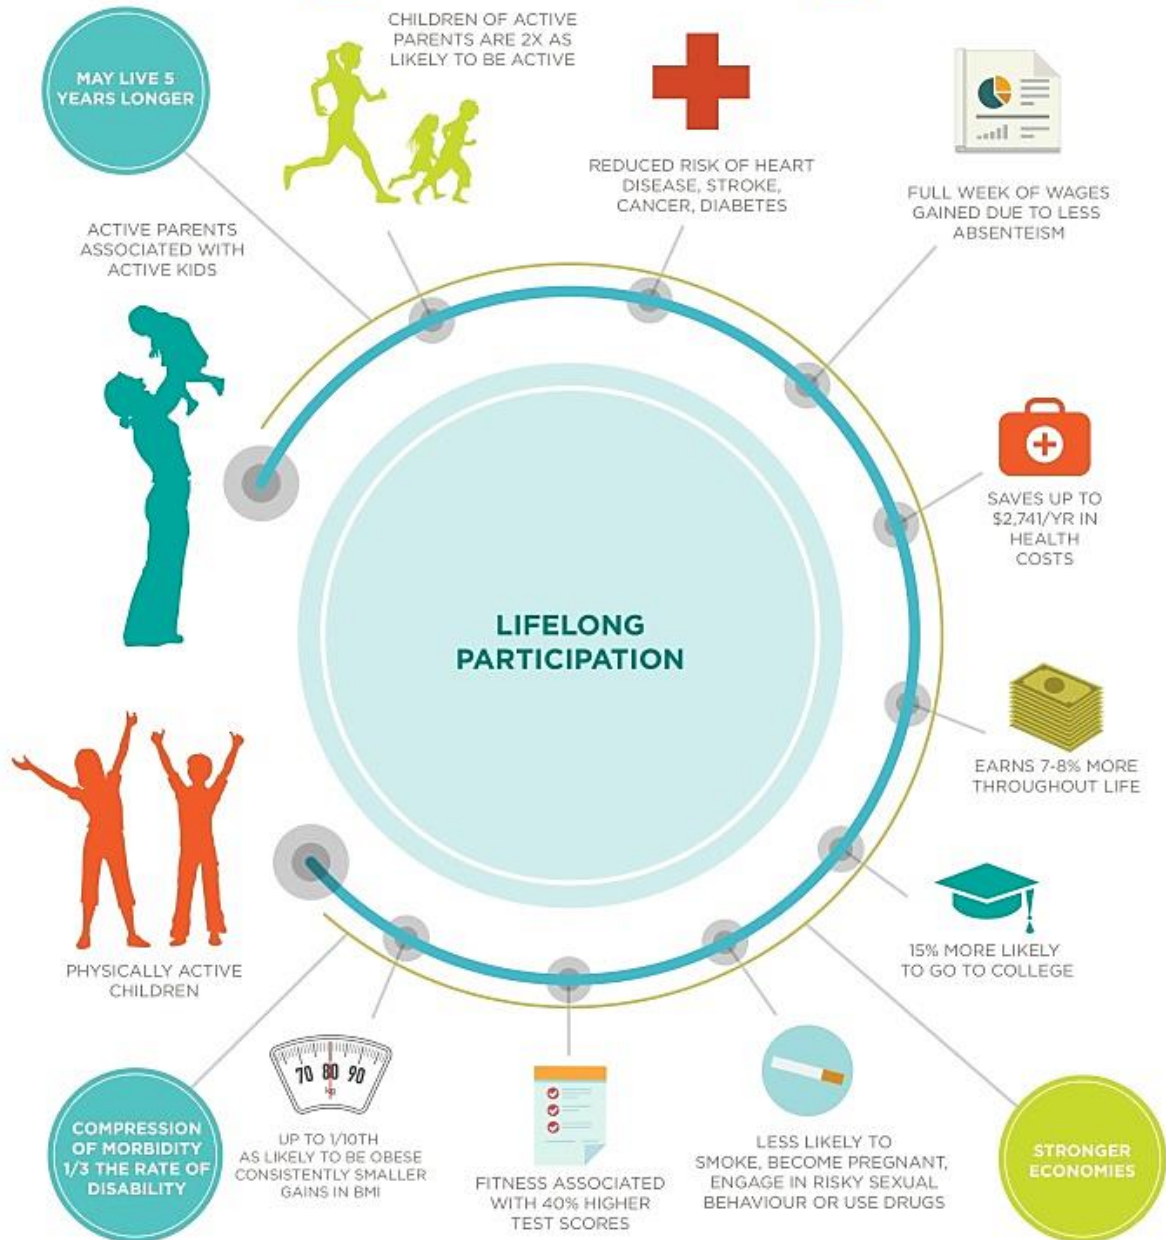 MAY LIVE 5
YEARS LONGER
CHILDREN OF ACTIVE
PARENTS ARE 2X AS
LIKELY TO BE ACTIVE
REDUCED RISK OF HEART
DISEASE, STROKE,
CANCER, DIABETES
FULL WEEK OF WAGES
GAINED DUE TO LESS
ABSENTEISM
ACTIVE PARENTS
ASSOCIATED WITH
ACTIVE KIDS
SAVES UP TO
$2,741/YR IN
HEALTH
COSTS
LIFELONG
PARTICIPATION
EARNS 7-8% MORE
THROUGHOUT LIFE
15% MORE LIKELY
TO GO TO COLLEGE
PHYSICALLY ACTIVE
CHILDREN
COMPRESSION
OF MORBIDITY
1/3 THE RATE OF
DISABILITY
70 80 90
kg
UP TO 1/10TH
AS LIKELY TO BE OBESE
CONSISTENTLY SMALLER
GAINS IN BMI
FITNESS ASSOCIATED
WITH 40% HIGHER
TEST SCORES
LESS LIKELY TO
SMOKE, BECOME PREGNANT,
ENGAGE IN RISKY SEXUAL
BEHAVIOUR OR USE DRUGS
STRONGER
ECONOMIES